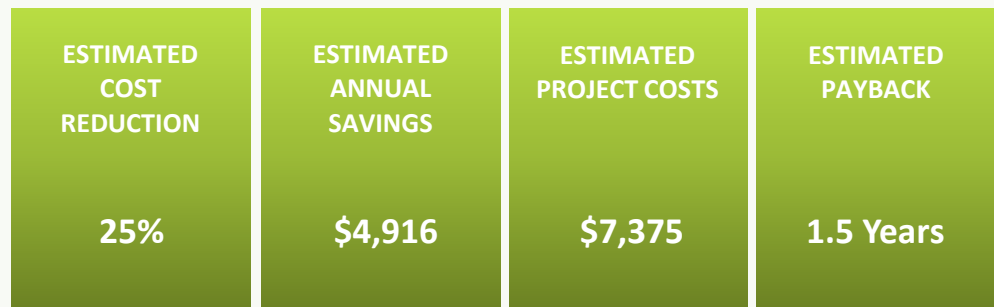 ESTIMATED
COST
REDUCTION
25%
ESTIMATED
ANNUAL
SAVINGS
$4,916
ESTIMATED
PROJECT COSTS
$7,375
ESTIMATED
PAYBACK
1.5 Years